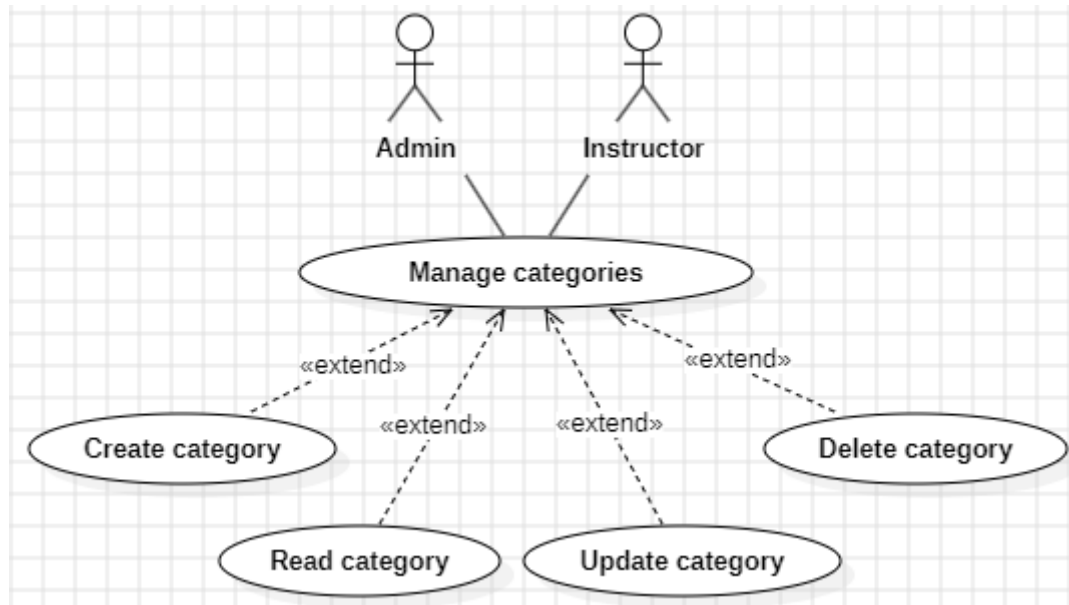 Admin
Instructor
Manage categories
«extend»
«extend»
«extend»
«extend»
Create category
Delete category
Read category
Update category